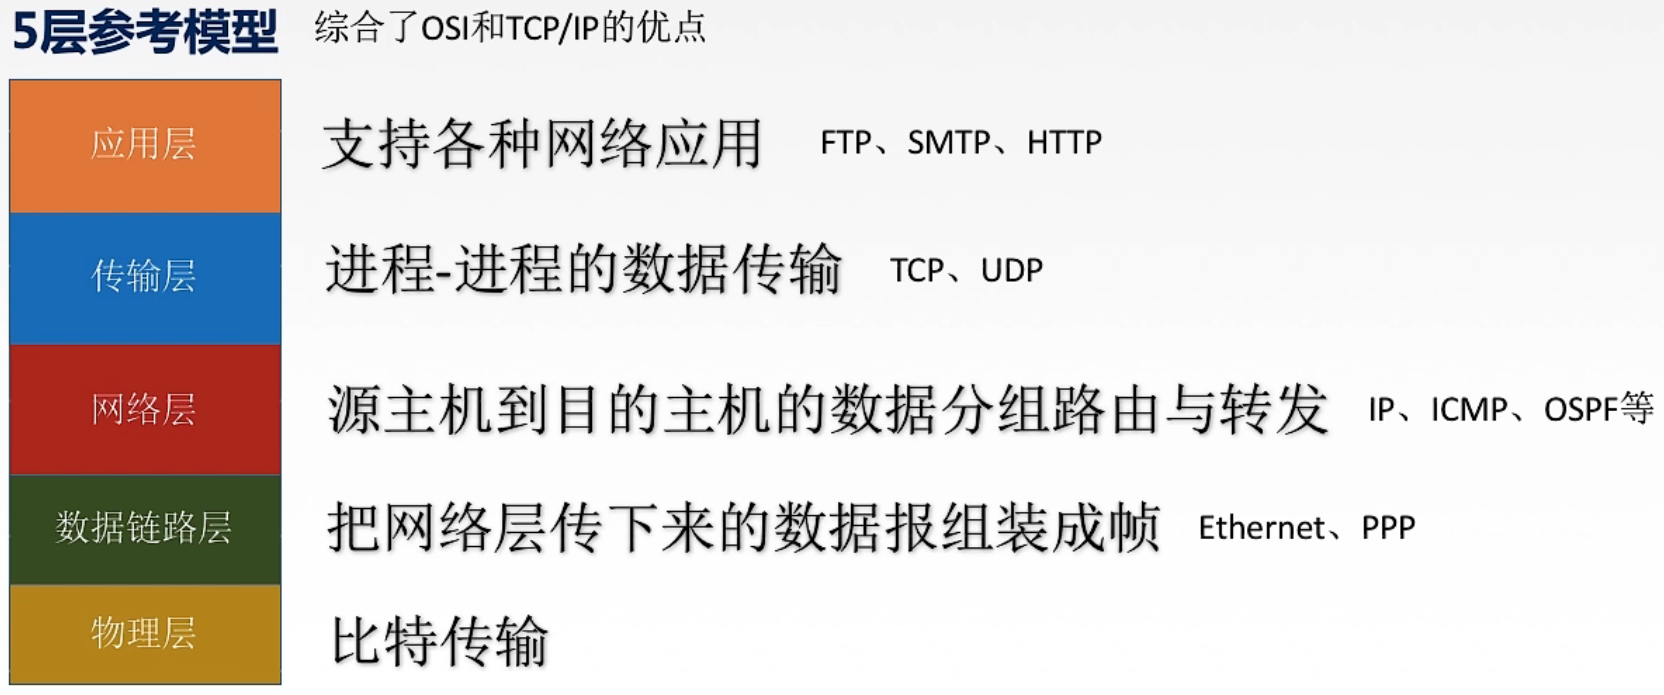 5层参考模型 综合了OSI和TCP/IP的优点
应用层 支持各种网络应用 FTP、SMTP、HTTP
传输层 进程-进程的数据传输 TCP、UDP
网络层 源主机到目的主机的数据分组路由与转发 IP、ICMP、OSPF等
数据链路层 把网络层传下来的数据报组装成帧 Ethernet、PPP
物理层 比特传输